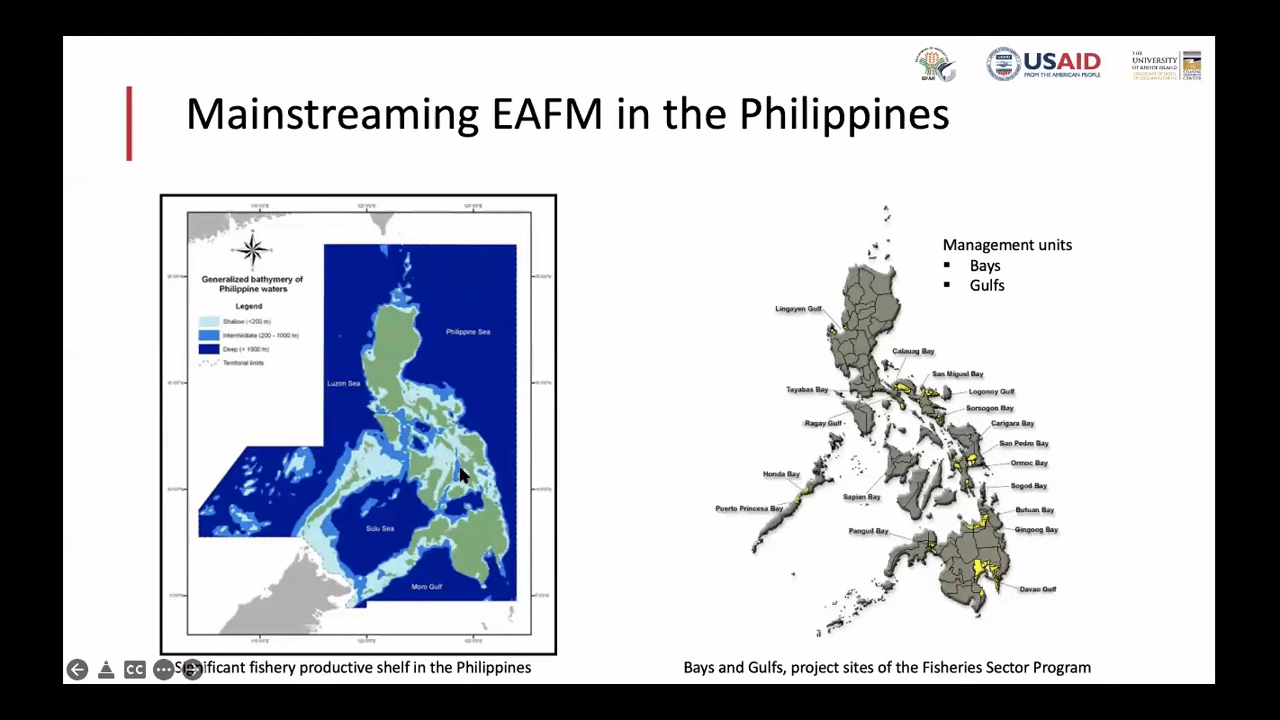 USAID
FROM THE AMERICAN PEOPLE
THE
UNIVERSITY
OF RHODE ISLAND
Mainstreaming EAFM in the Philippines
Generalized bathymery of
Philippine waters
Legend
Shallow (<200 m)
Intermediate (200 - 1000 m)
Deep (> 1000 m)
Territorial limits
Philippine Sea
Luzon Sea
Sulu Sea
Moro Gulf
Management units
▪ Bays
▪ Gulfs
Lingayen Gulf
Calauag Bay
San Miguel Bay
Tayabas Bay
Logonoy Gulf
Sorsogon Bay
Ragay Gulf
Carigara Bay
San Pedro Bay
Ormoc Bay
Honda Bay
Sogod Bay
Sapian Bay
Puerto Princesa Bay
Butuan Bay
Panguil Bay
Gingoog Bay
Davao Gulf
CC
Significant fishery productive shelf in the Philippines
Bays and Gulfs, project sites of the Fisheries Sector Program